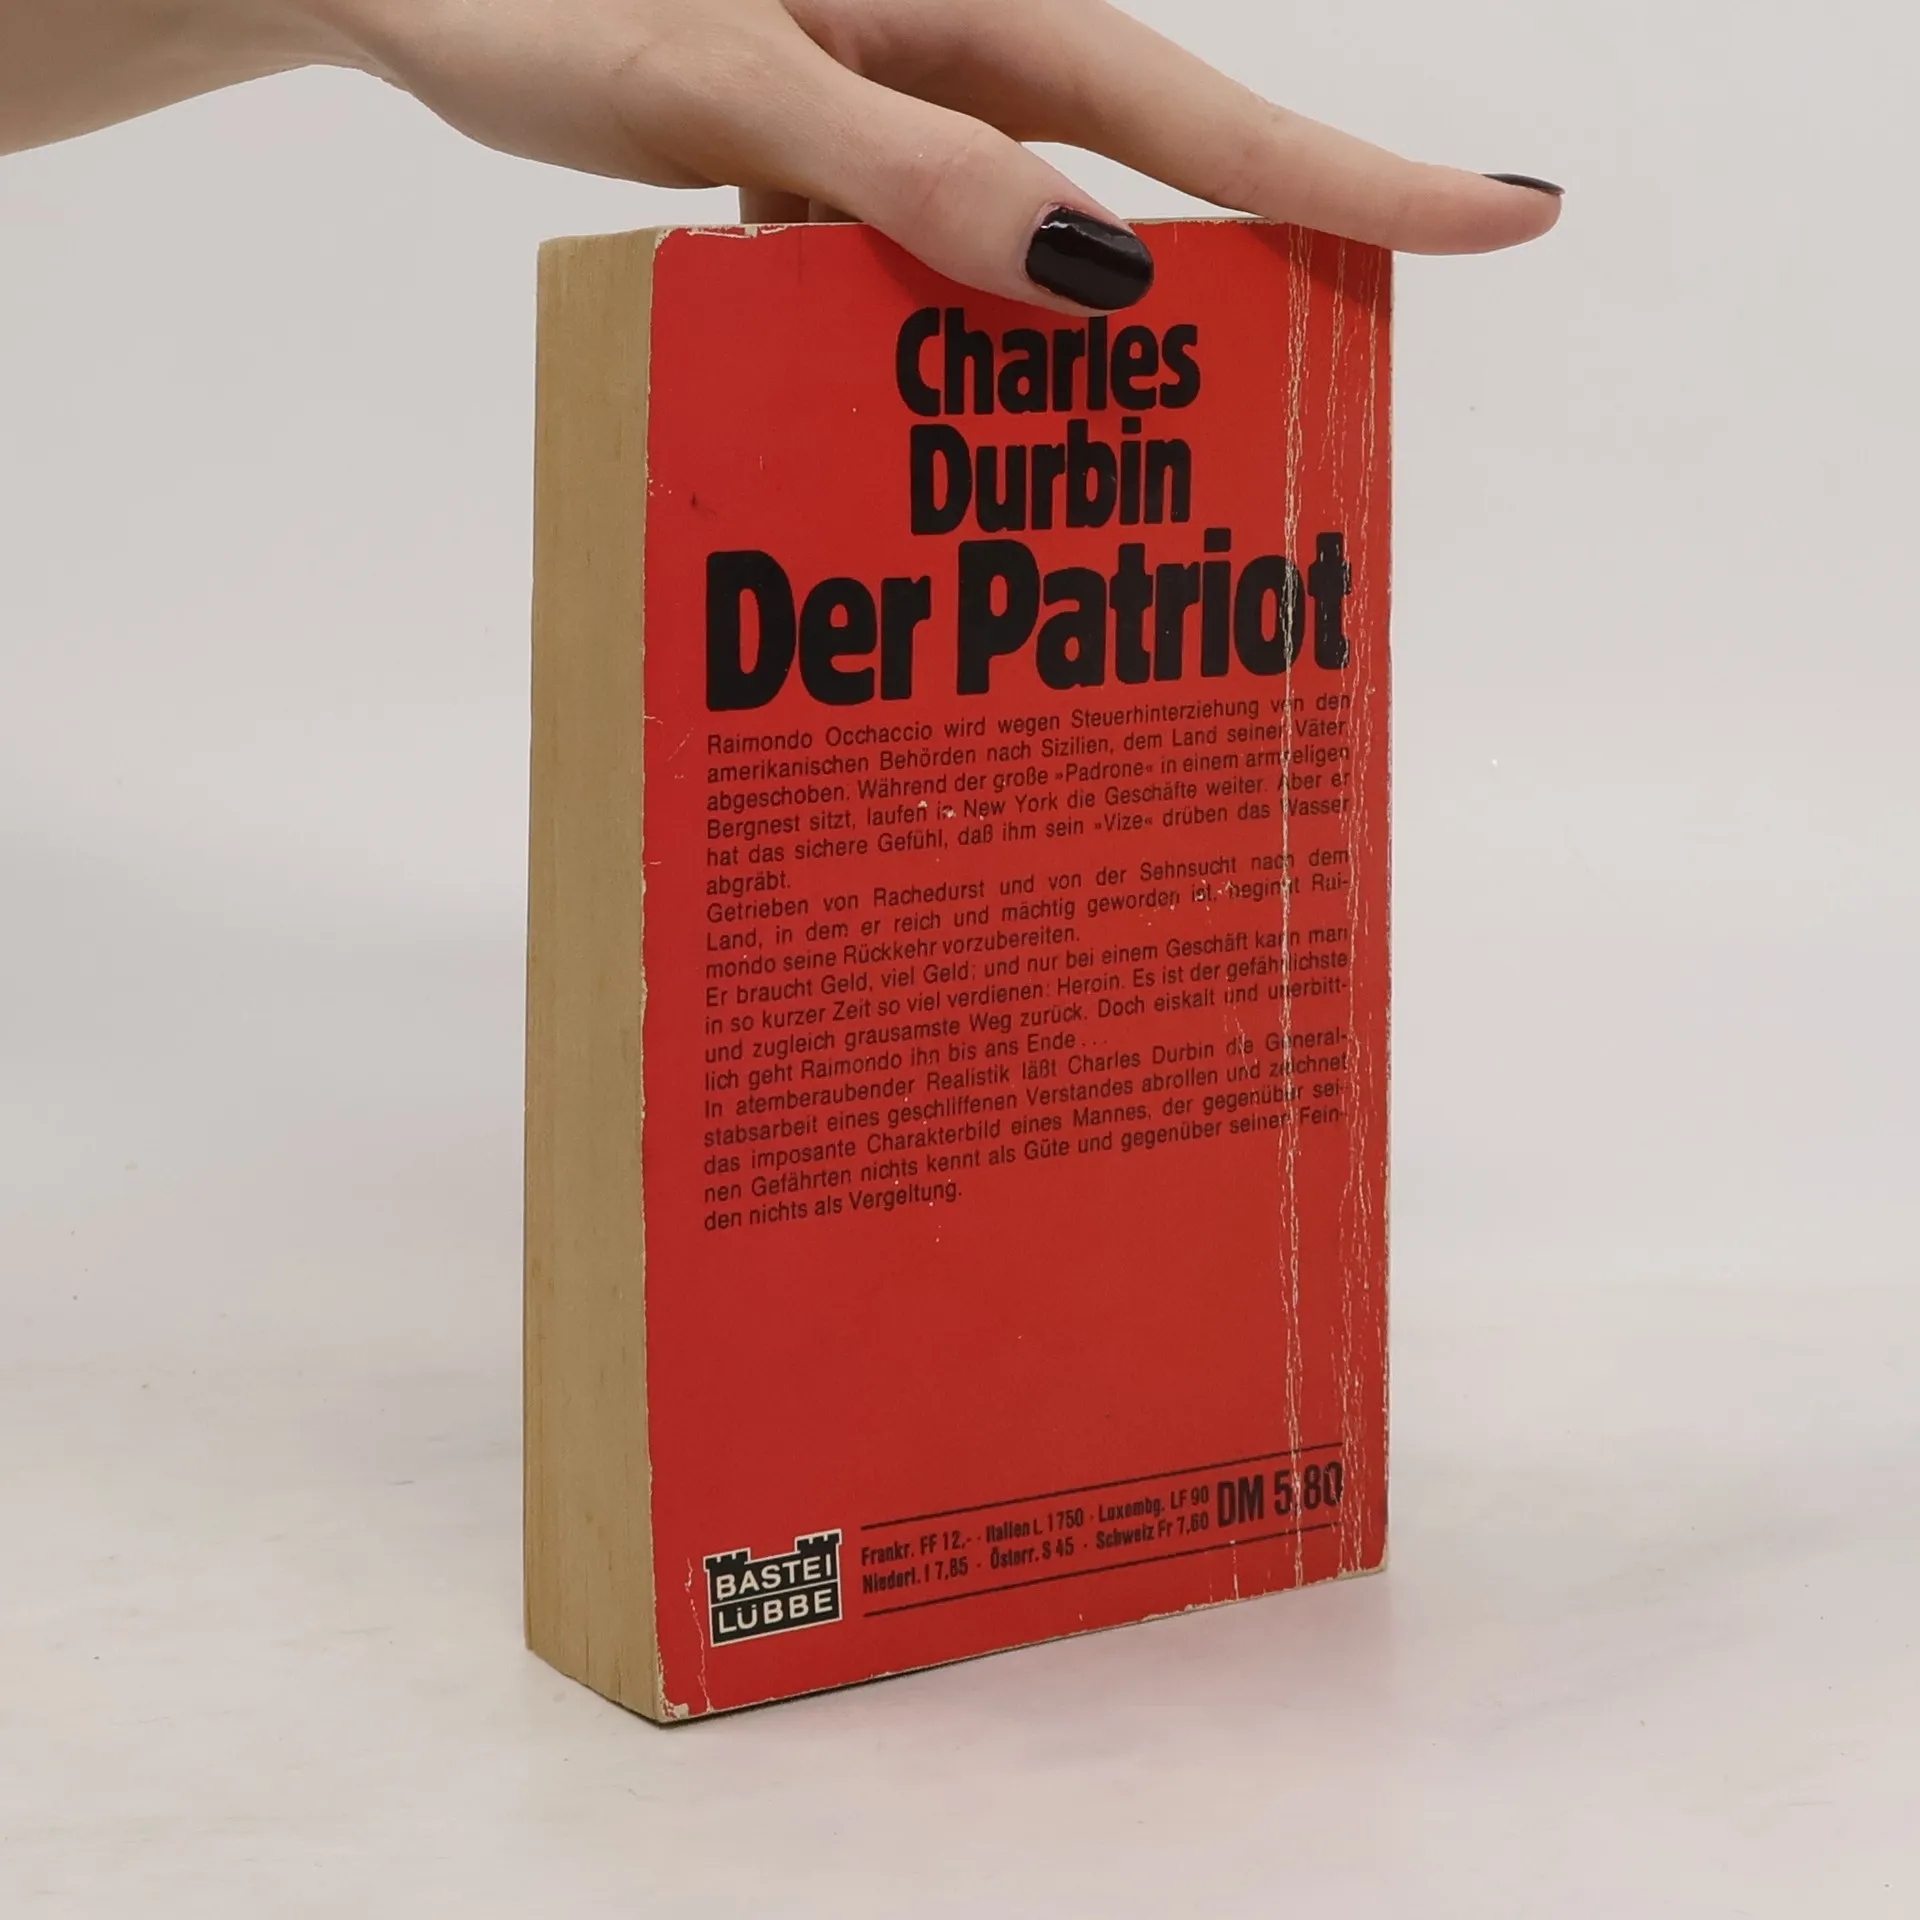 Charles
Durbin
Der Patriot
Raimondo Occhaccio wird wegen Steuerhinterziehung von den
amerikanischen Behörden nach Sizilien, dem Land seiner Väter
abgeschoben. Während der große »Padrone« in einem armseligen
Bergnest sitzt, laufen in New York die Geschäfte weiter. Aber er
hat das sichere Gefühl, daß ihm sein »Vize« drüben das Wasser
abgräbt.
Getrieben von Rachedurst und von der Sehnsucht nach dem
Land, in dem er reich und mächtig geworden ist, beginnt Rai-
mondo seine Rückkehr vorzubereiten.
Er braucht Geld, viel Geld; und nur bei einem Geschäft kann man
in so kurzer Zeit so viel verdienen: Heroin. Es ist der gefährlichste
und zugleich grausamste Weg zurück. Doch eiskalt und unerbitt-
lich geht Raimondo ihn bis ans Ende . . .
In atemberaubender Realistik läßt Charles Durbin die General-
stabsarbeit eines geschliffenen Verstandes abrollen und zeichnet
das imposante Charakterbild eines Mannes, der gegenüber sei-
nen Gefährten nichts kennt als Güte und gegenüber seinen Fein-
den nichts als Vergeltung.
BASTEI
LÜBBE
Frankr. FF 12,- · Italien L 1750 · Luxembg. LF 90
Niederl. f 7,85 · Österr. S 45 · Schweiz Fr 7,60
DM 5,80